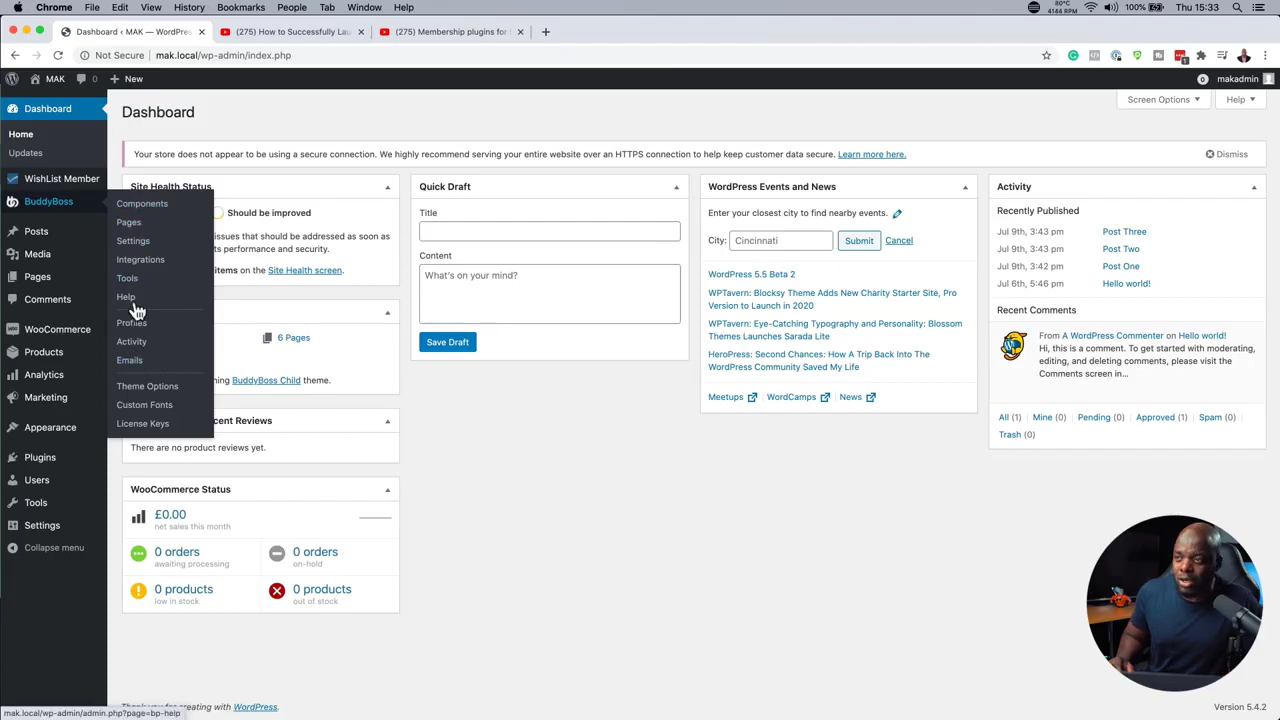 Chrome File Edit View History Bookmarks People Tab Window Help
80°C
4144 RPM
100%
Thu 15:33
Dashboard ‹ MAK — WordPres
(275) How to Successfully Lau
(275) Membership plugins for
Not Secure
mak.local/wp-admin/index.php
1
MAK
0
New
0
makadmin
Dashboard
Home
Updates
WishList Member
BuddyBoss
Posts
Media
Pages
Comments
WooCommerce
Products
Analytics
Marketing
Appearance
Plugins
Users
Tools
Settings
Collapse menu
Components
Pages
Settings
Integrations
Tools
Help
Profiles
Activity
Emails
Theme Options
Custom Fonts
License Keys
Dashboard
Screen Options
Help
Your store does not appear to be using a secure connection. We highly recommend serving your entire website over an HTTPS connection to help keep customer data secure. Learn more here.
Dismiss
Site Health Status
Should be improved
issues that should be addressed as soon as
s performance and security.
items on the Site Health screen.
6 Pages
ning BuddyBoss Child theme.
cent Reviews
There are no product reviews yet.
WooCommerce Status
£0.00
net sales this month
0 orders
awaiting processing
0 orders
on-hold
0 products
low in stock
0 products
out of stock
Quick Draft
Title
Content
What's on your mind?
Save Draft
WordPress Events and News
Enter your closest city to find nearby events.
City:
Cincinnati
Submit
Cancel
WordPress 5.5 Beta 2
WPTavern: Blocksy Theme Adds New Charity Starter Site, Pro
Version to Launch in 2020
WPTavern: Eye-Catching Typography and Personality: Blossom
Themes Launches Sarada Lite
HeroPress: Second Chances: How A Trip Back Into The
WordPress Community Saved My Life
Meetups
WordCamps
News
Activity
Recently Published
Jul 9th, 3:43 pm Post Three
Jul 9th, 3:43 pm Post Two
Jul 9th, 3:42 pm Post One
Jul 6th, 5:46 pm Hello world!
Recent Comments
From A WordPress Commenter on Hello world!
Hi, this is a comment. To get started with moderating,
editing, and deleting comments, please visit the
Comments screen in…
All (1) Mine (0) Pending (0) Approved (1) Spam (0)
Trash (0)
Thank you for creating with WordPress.
Version 5.4.2
mak.local/wp-admin/admin.php?page=bp-help